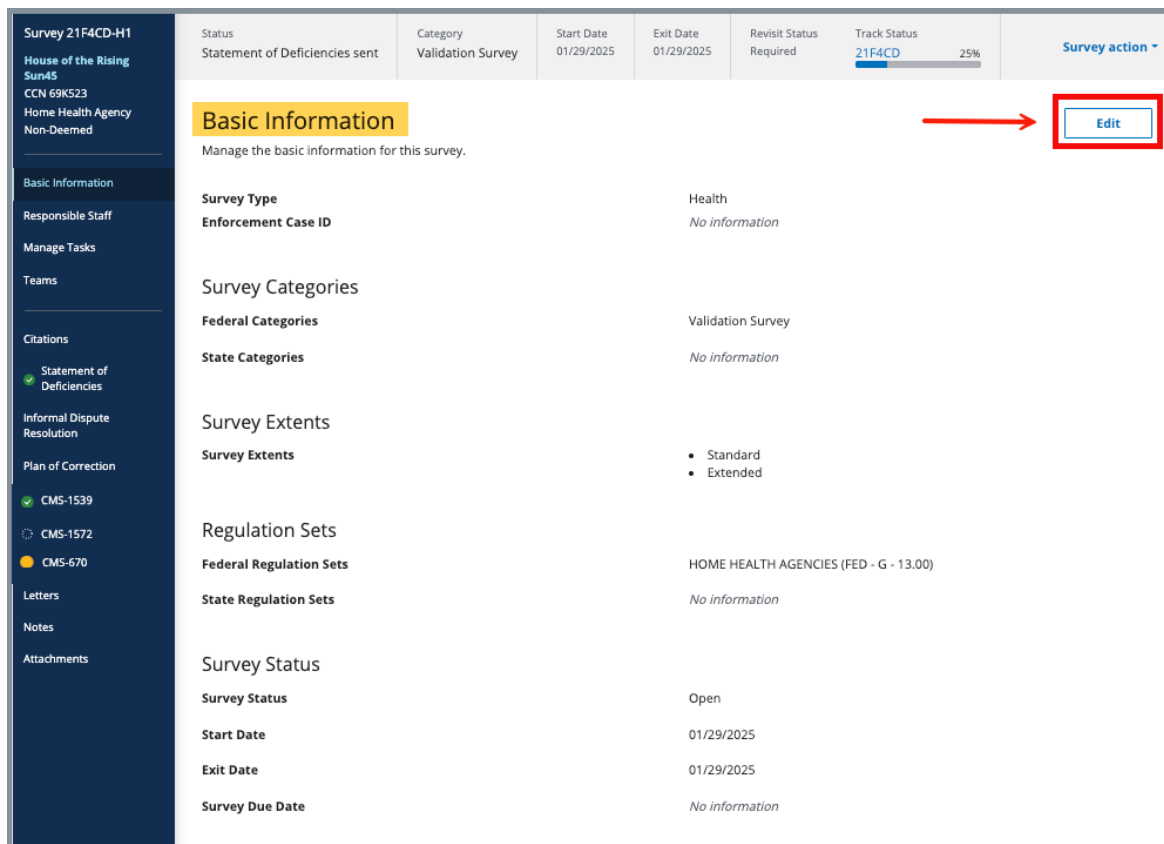 Survey 21F4CD-H1
House of the Rising
Sun45
CCN 69K523
Home Health Agency
Non-Deemed
Basic Information
Responsible Staff
Manage Tasks
Teams
Citations
Statement of
Deficiencies
Informal Dispute
Resolution
Plan of Correction
CMS-1539
CMS-1572
CMS-670
Letters
Notes
Attachments
Status
Statement of Deficiencies sent
Category
Validation Survey
Start Date
01/29/2025
Exit Date
01/29/2025
Revisit Status
Required
Track Status
21F4CD 25%
Survey action
Basic Information
Edit
Manage the basic information for this survey.
Survey Type Health
Enforcement Case ID No information
Survey Categories
Federal Categories Validation Survey
State Categories No information
Survey Extents
Survey Extents • Standard
• Extended
Regulation Sets
Federal Regulation Sets HOME HEALTH AGENCIES (FED - G - 13.00)
State Regulation Sets No information
Survey Status
Survey Status Open
Start Date 01/29/2025
Exit Date 01/29/2025
Survey Due Date No information